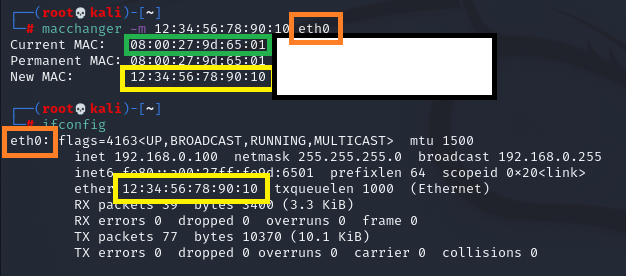 (root💀kali)-[~]
# macchanger -m 12:34:56:78:90:10 eth0
Current MAC: 08:00:27:9d:65:01
Permanent MAC: 08:00:27:9d:65:01
New MAC: 12:34:56:78:90:10
(root💀kali)-[~]
# ifconfig
eth0: flags=4163<UP,BROADCAST,RUNNING,MULTICAST> mtu 1500
inet 192.168.0.100 netmask 255.255.255.0 broadcast 192.168.0.255
inet6 fe80::a00:27ff:fe9d:6501 prefixlen 64 scopeid 0×20<link>
ether 12:34:56:78:90:10 txqueuelen 1000 (Ethernet)
RX packets 39 bytes 3400 (3.3 KiB)
RX errors 0 dropped 0 overruns 0 frame 0
TX packets 77 bytes 10370 (10.1 KiB)
TX errors 0 dropped 0 overruns 0 carrier 0 collisions 0